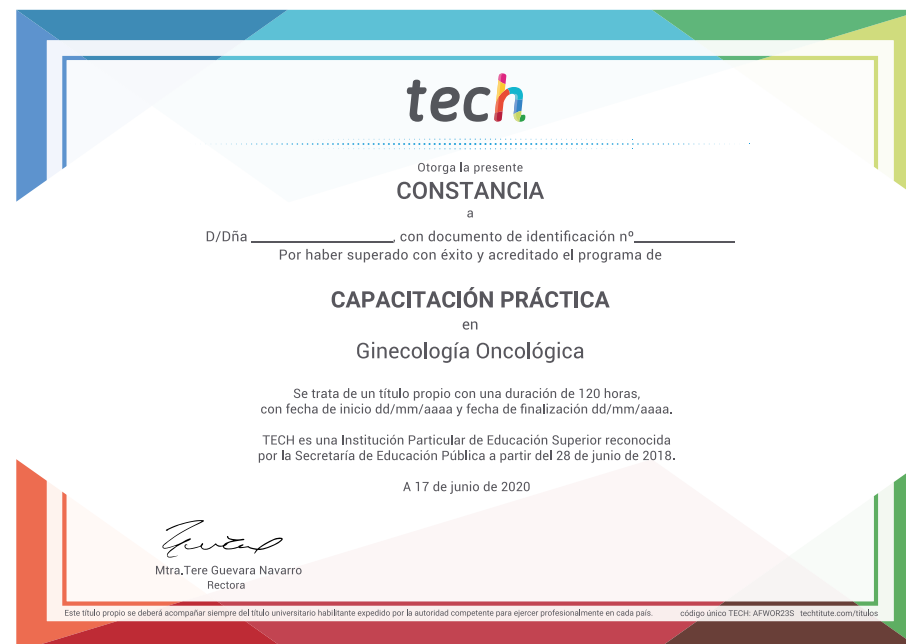 tech
Otorga la presente
CONSTANCIA
a
D/Dña ____________________, con documento de identificación nº______________
Por haber superado con éxito y acreditado el programa de
CAPACITACIÓN PRÁCTICA
en
Ginecología Oncológica
Se trata de un título propio con una duración de 120 horas,
con fecha de inicio dd/mm/aaaa y fecha de finalización dd/mm/aaaa.
TECH es una Institución Particular de Educación Superior reconocida
por la Secretaría de Educación Pública a partir del 28 de junio de 2018.
A 17 de junio de 2020
Mtra.Tere Guevara Navarro
Rectora
Este título propio se deberá acompañar siempre del título universitario habilitante expedido por la autoridad competente para ejercer profesionalmente en cada país. código único TECH: AFWOR23S techtitute.com/títulos